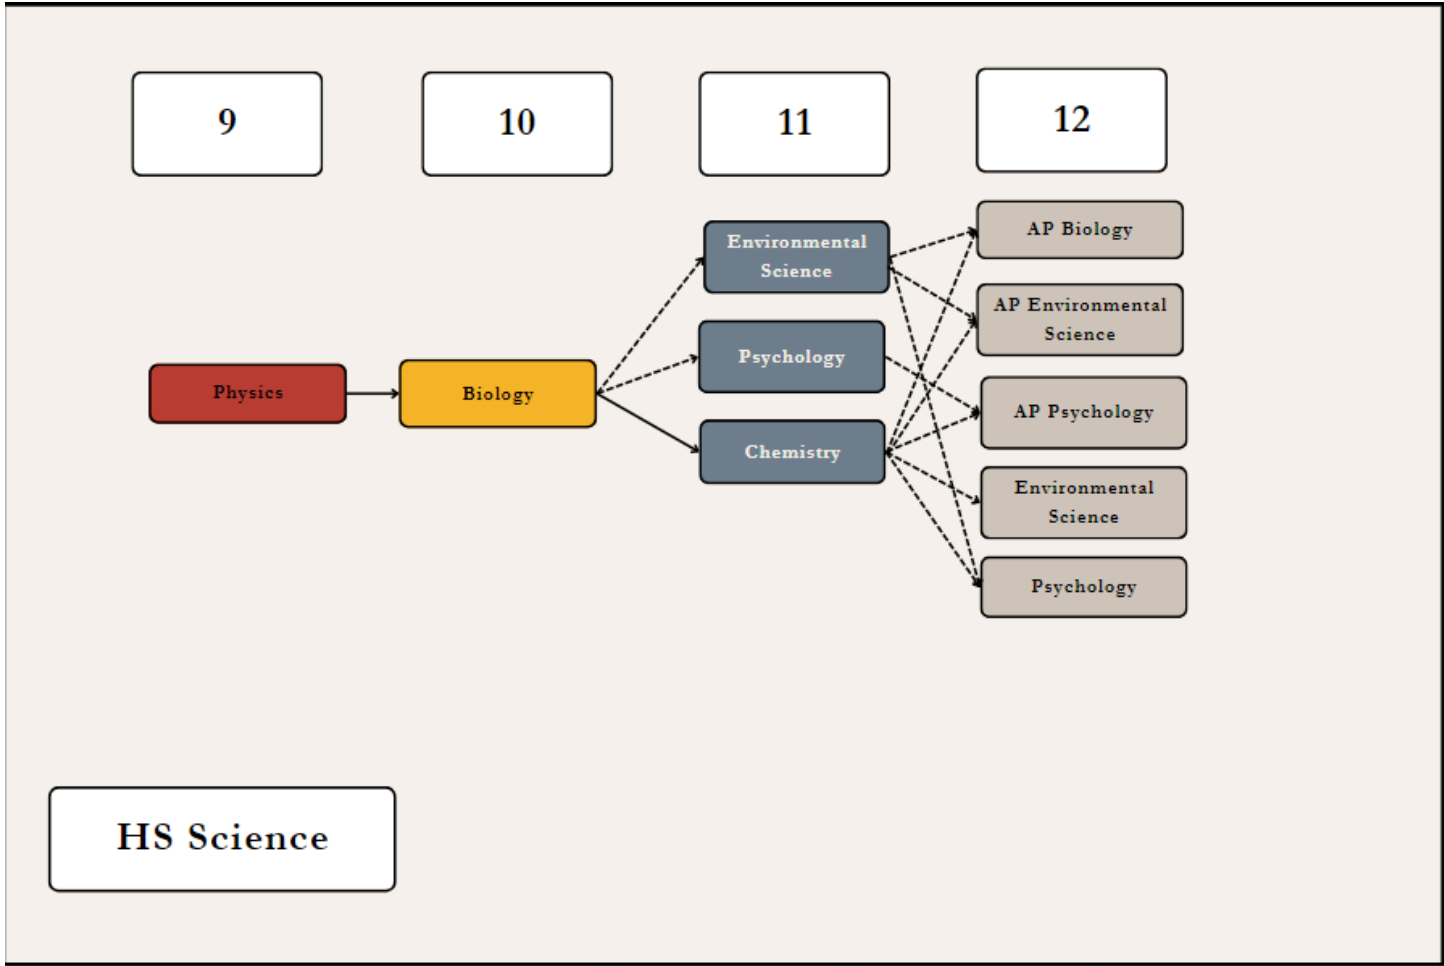 9
10
11
12
Environmental
Science
Psychology
Chemistry
Physics
Biology
AP Biology
AP Environmental
Science
AP Psychology
Environmental
Science
Psychology
HS Science